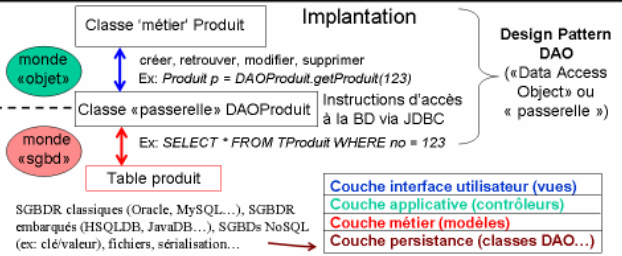 Implantation
Classe 'métier' Produit
monde
«objet»
créer, retrouver, modifier, supprimer
Ex: Produit p = DAOProduit.getProduit(123)
Design Pattern
DAO
(«Data Access
Object» ou
« passerelle »)
Classe «passerelle» DAOProduit
Instructions d'accès
à la BD via JDBC
monde
«sgbd»
Ex: SELECT * FROM TProduit WHERE no = 123
Table produit
SGBDR classiques (Oracle, MySQL…), SGBDR
embarqués (HSQLDB, JavaDB…), SGBDs NoSQL
(ex: clé/valeur), fichiers, sérialisation…
Couche interface utilisateur (vues)
Couche applicative (contrôleurs)
Couche métier (modèles)
Couche persistance (classes DAO…)